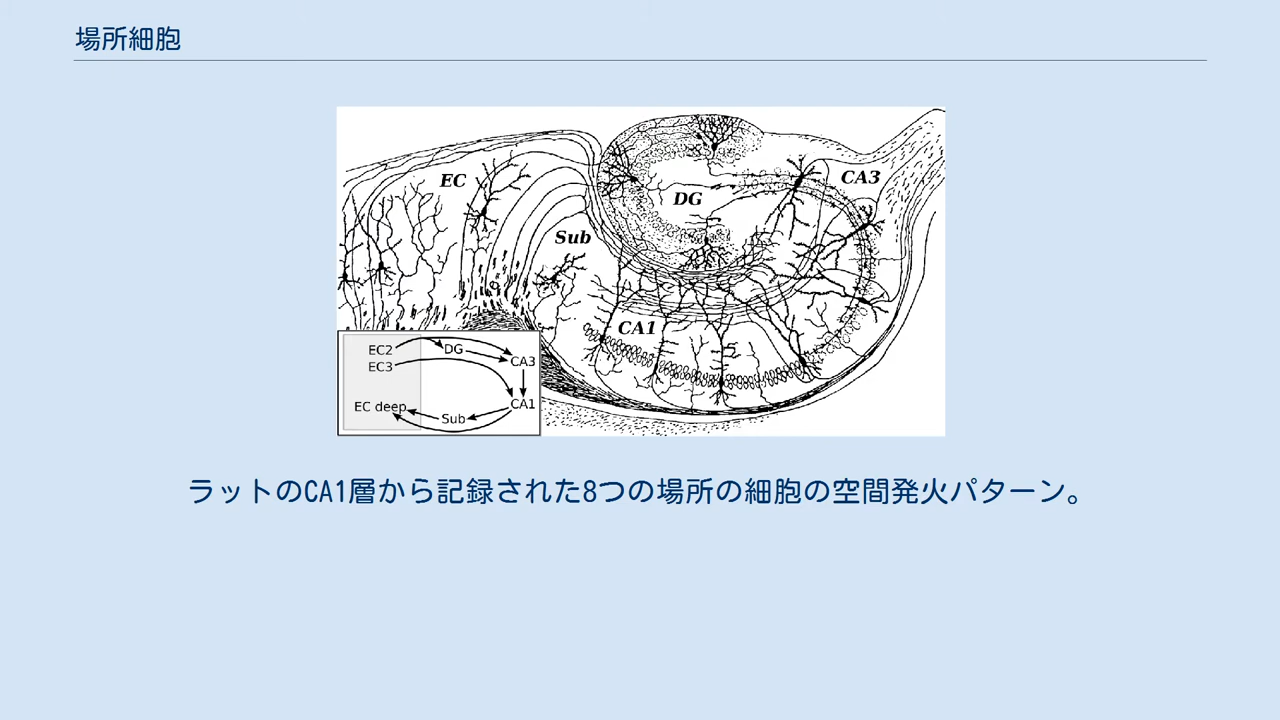 場所細胞
EC
DG
CA3
Sub
CA1
EC2
DG
EC3
CA3
EC deep
Sub
CA1
ラットのCA1層から記録された8つの場所の細胞の空間発火パターン。